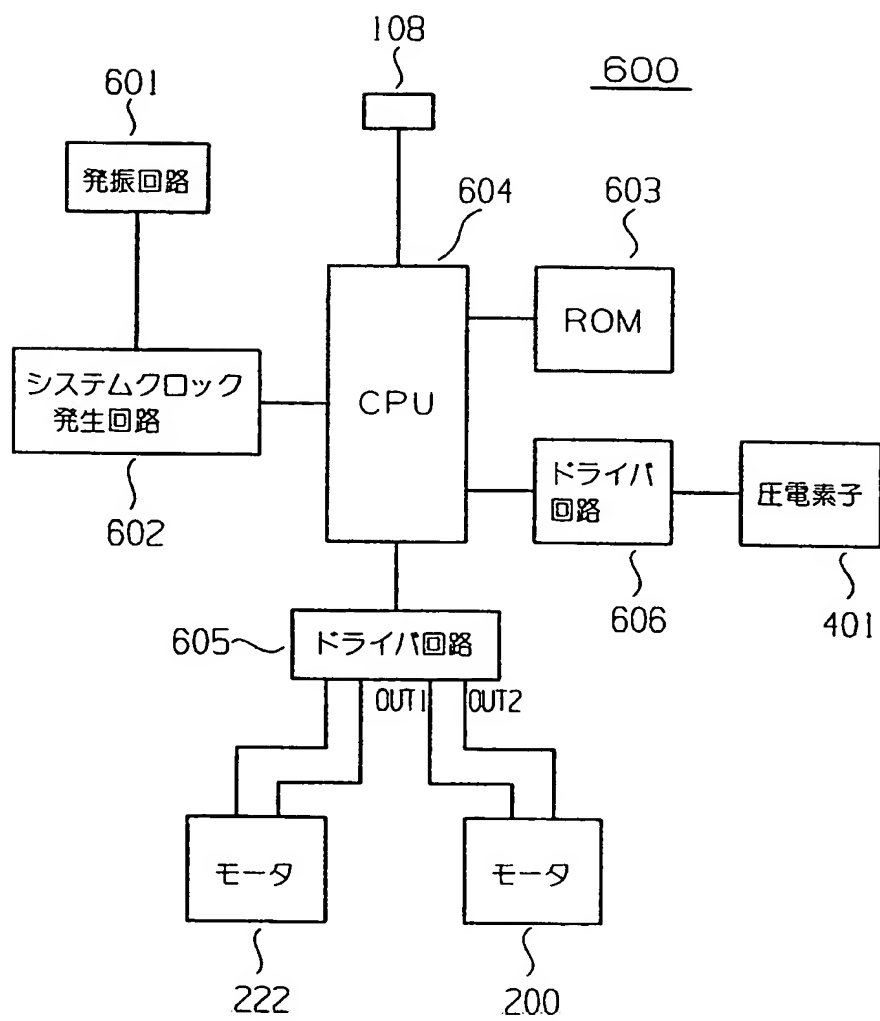 108
600
601
発振回路
604
603
ROM
CPU
システムクロック
発生回路
602
ドライバ
回路
圧電素子
606
401
605
ドライバ回路
OUT1
OUT2
モータ
モータ
222
200